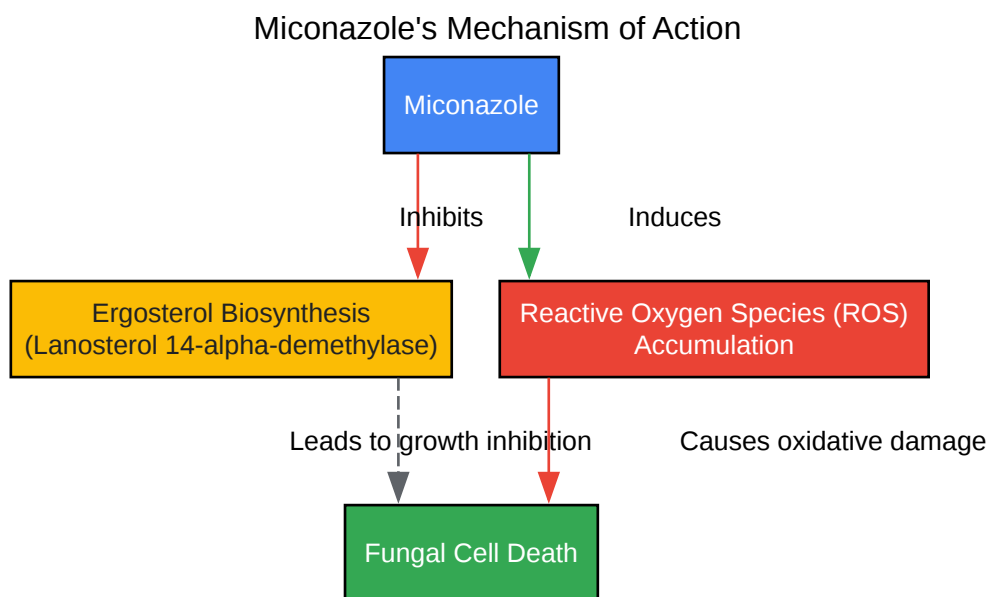 Miconazole's Mechanism of Action
Miconazole
Inhibits
Induces
Ergosterol Biosynthesis
(Lanosterol 14-alpha-demethylase)
Reactive Oxygen Species (ROS)
Accumulation
Leads to growth inhibition
Causes oxidative damage
Fungal Cell Death